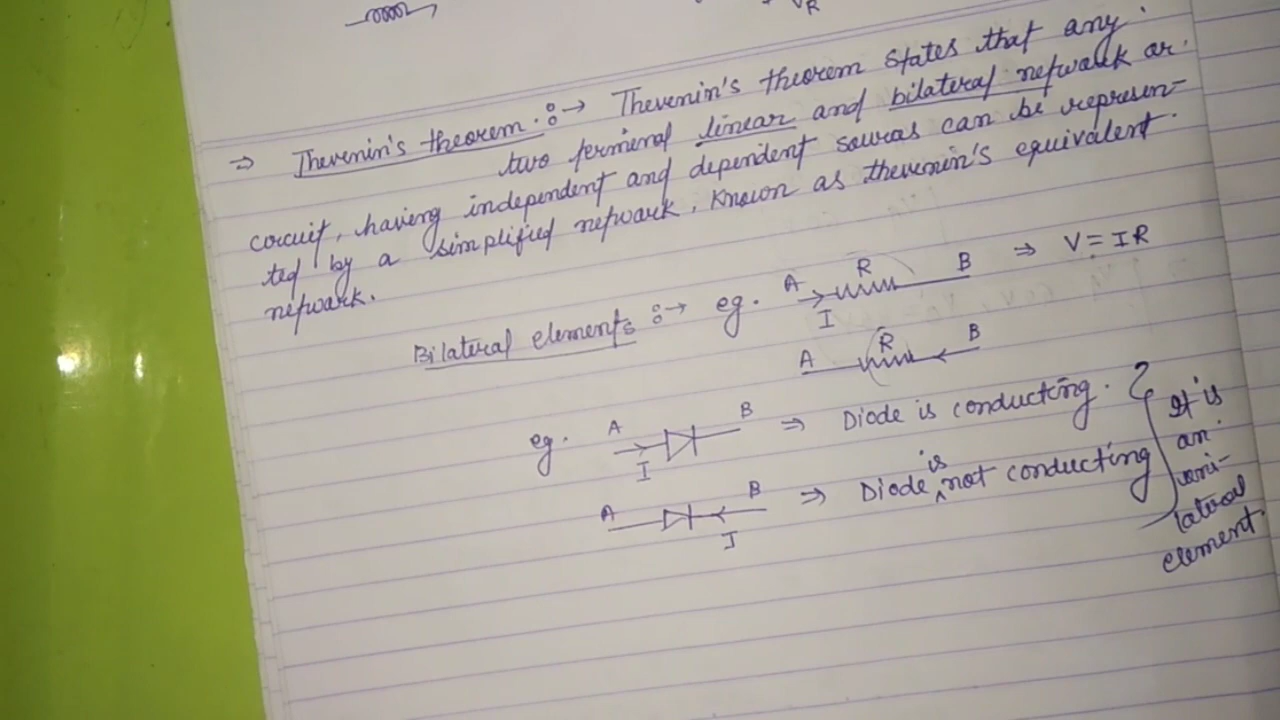 VR
⇒ Thevenin's theorem :→ Thevenin's theorem states that any
two terminal linear and bilateral network or
circuit, having independent and dependent sources can be represen-
ted by a simplified network, known as thevenin's equivalent
network.
Bilateral elements :→ eg. A I R B ⇒ V = IR
A R B
eg. A I B ⇒ Diode is conducting.
A B I ⇒ Diode is not conducting
It is
an
uni-
lateral
element.